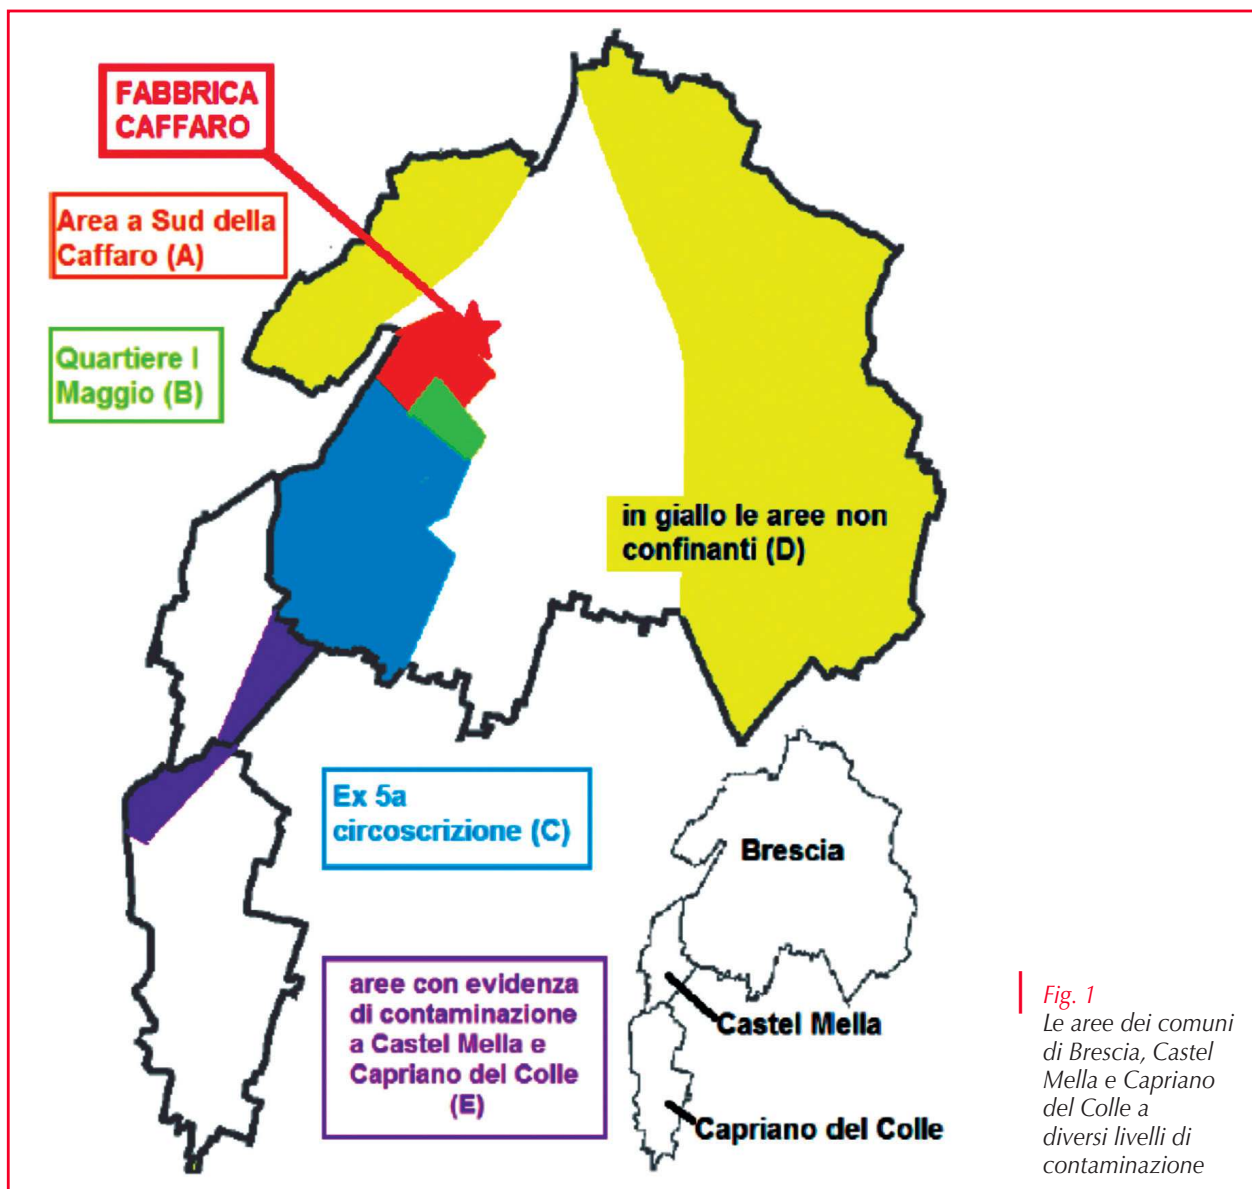 FABBRICA
CAFFARO
Area a Sud della
Caffaro (A)
Quartiere I
Maggio (B)
in giallo le aree non
confinanti (D)
Ex 5a
circoscrizione (C)
aree con evidenza
di contaminazione
a Castel Mella e
Capriano del Colle
(E)
Brescia
Castel Mella
Capriano del Colle
Fig. 1
Le aree dei comuni
di Brescia, Castel
Mella e Capriano
del Colle a
diversi livelli di
contaminazione